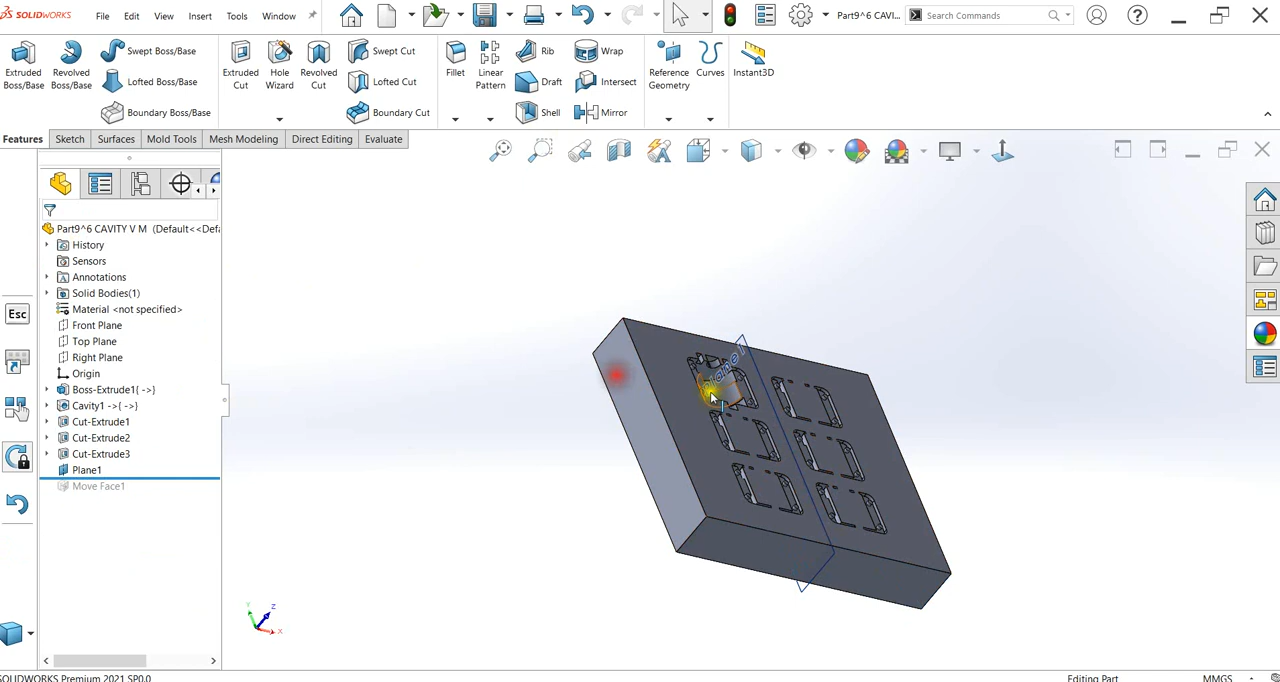 SOLIDWORKS File Edit View Insert Tools Window Part9^6 CAVI... Search Commands
Extruded Boss/Base
Revolved Boss/Base
Swept Boss/Base
Lofted Boss/Base
Boundary Boss/Base
Extruded Cut
Hole Wizard
Revolved Cut
Swept Cut
Lofted Cut
Boundary Cut
Fillet
Linear Pattern
Rib
Draft
Shell
Wrap
Intersect
Mirror
Reference Geometry
Curves
Instant3D
Features Sketch Surfaces Mold Tools Mesh Modeling Direct Editing Evaluate
Part9^6 CAVITY V M (Default<<Defa
History
Sensors
Annotations
Solid Bodies(1)
Material <not specified>
Front Plane
Top Plane
Right Plane
Origin
Boss-Extrude1{ ->}
Cavity1 ->{ ->}
Cut-Extrude1
Cut-Extrude2
Cut-Extrude3
Plane1
Move Face1
Esc
Plane1
Y Z X
SOLIDWORKS Premium 2021 SP0.0 Editing Part MMGS